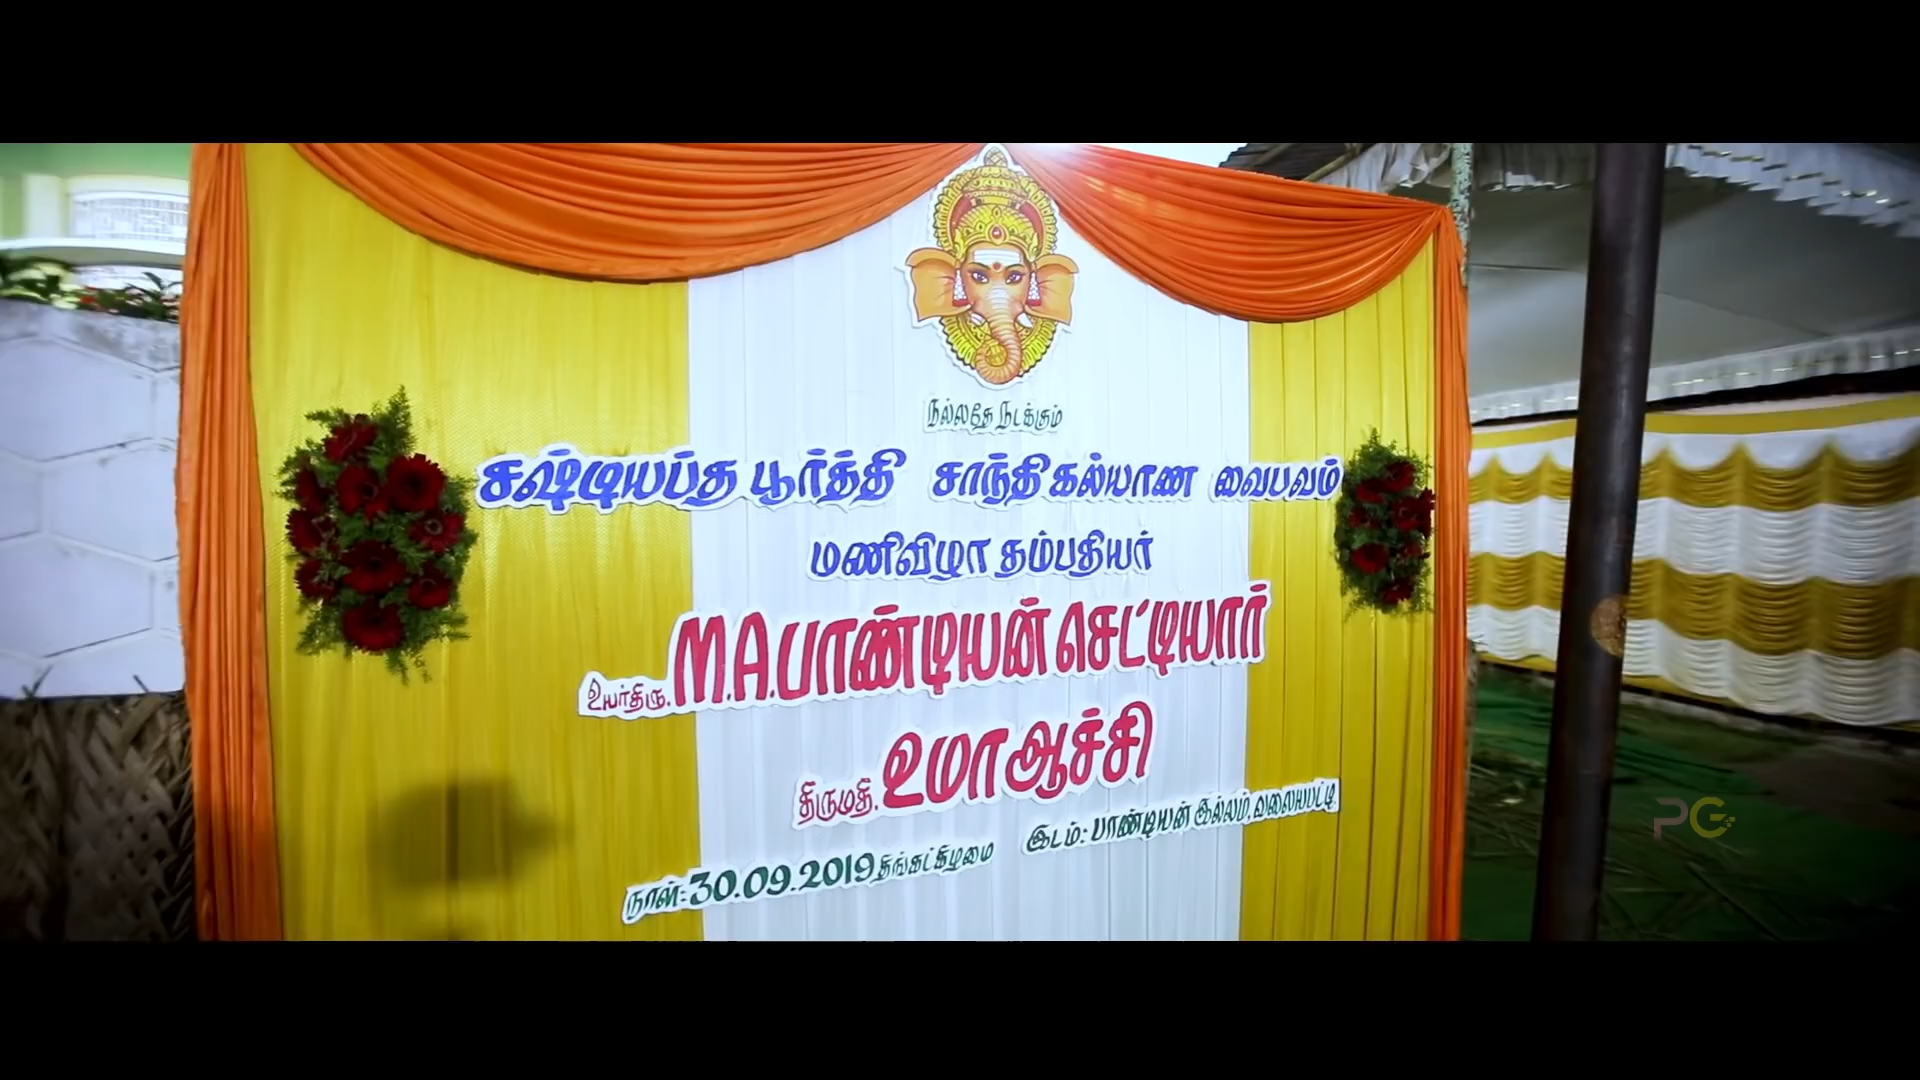 நல்லதே நடக்கும்
சஷ்டியப்த பூர்த்தி சாந்தி கல்யாண வைபவம்
மணிவிழா தம்பதியர்
உயர்திரு. M.A.பாண்டியன் செட்டியார்
திருமதி. உமா ஆச்சி
நாள்:- 30.09.2019 திங்கட்கிழமை இடம்:- பாண்டியன் இல்லம், வலையபட்டி.
PG